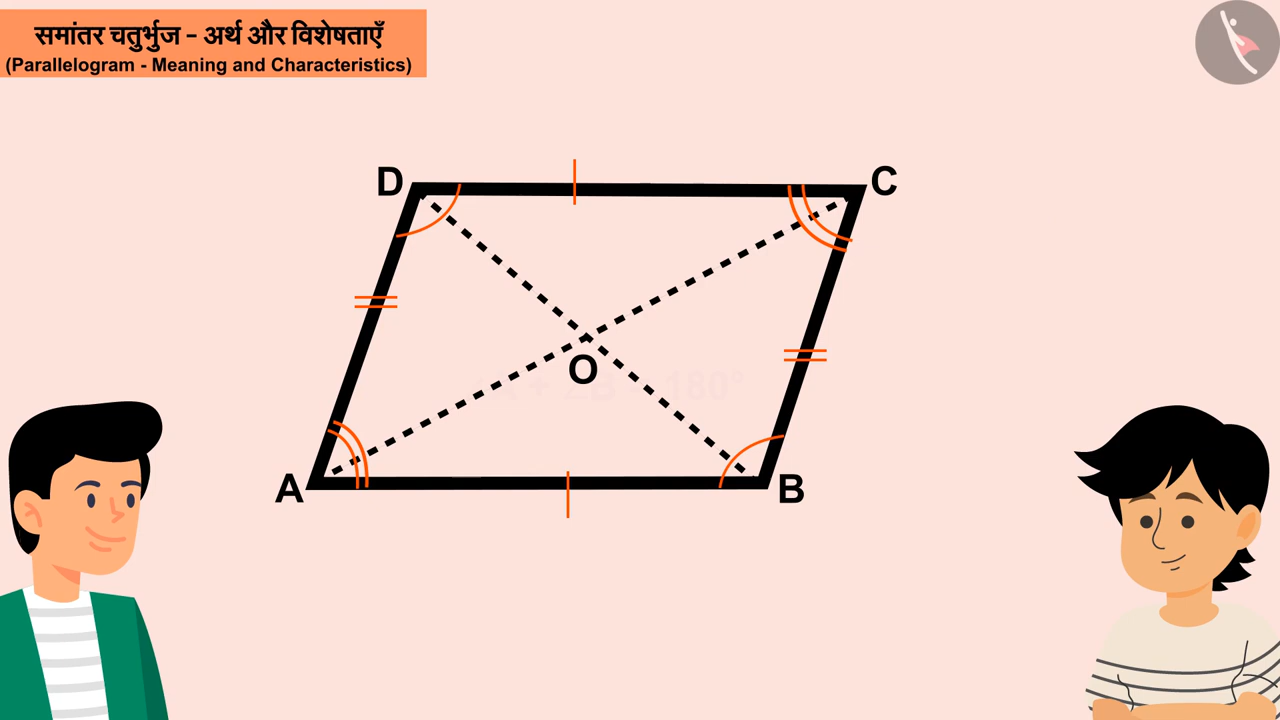 समांतर चतुर्भुज - अर्थ और विशेषताएँ
(Parallelogram - Meaning and Characteristics)
D
C
O
A
B